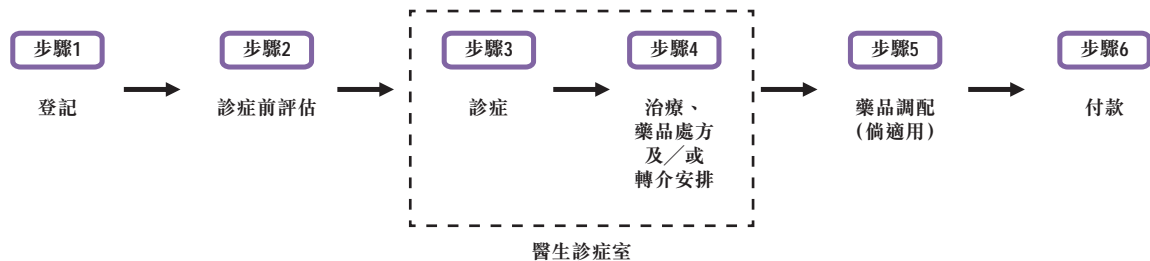 步驟1
步驟2
步驟3
步驟4
步驟5
步驟6
登記
診症前評估
診症
治療、
藥品處方
及／或
轉介安排
藥品調配
(倘適用)
付款
醫生診症室